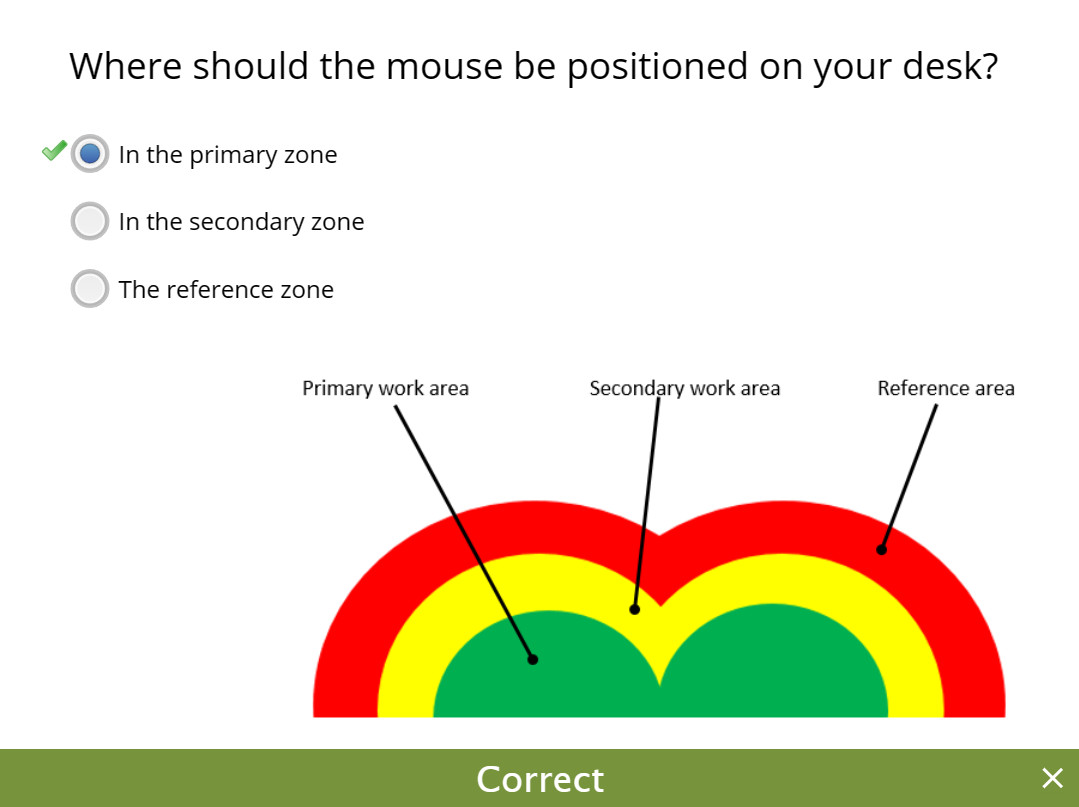 Where should the mouse be positioned on your desk?
In the primary zone
In the secondary zone
The reference zone
Primary work area
Secondary work area
Reference area
Correct